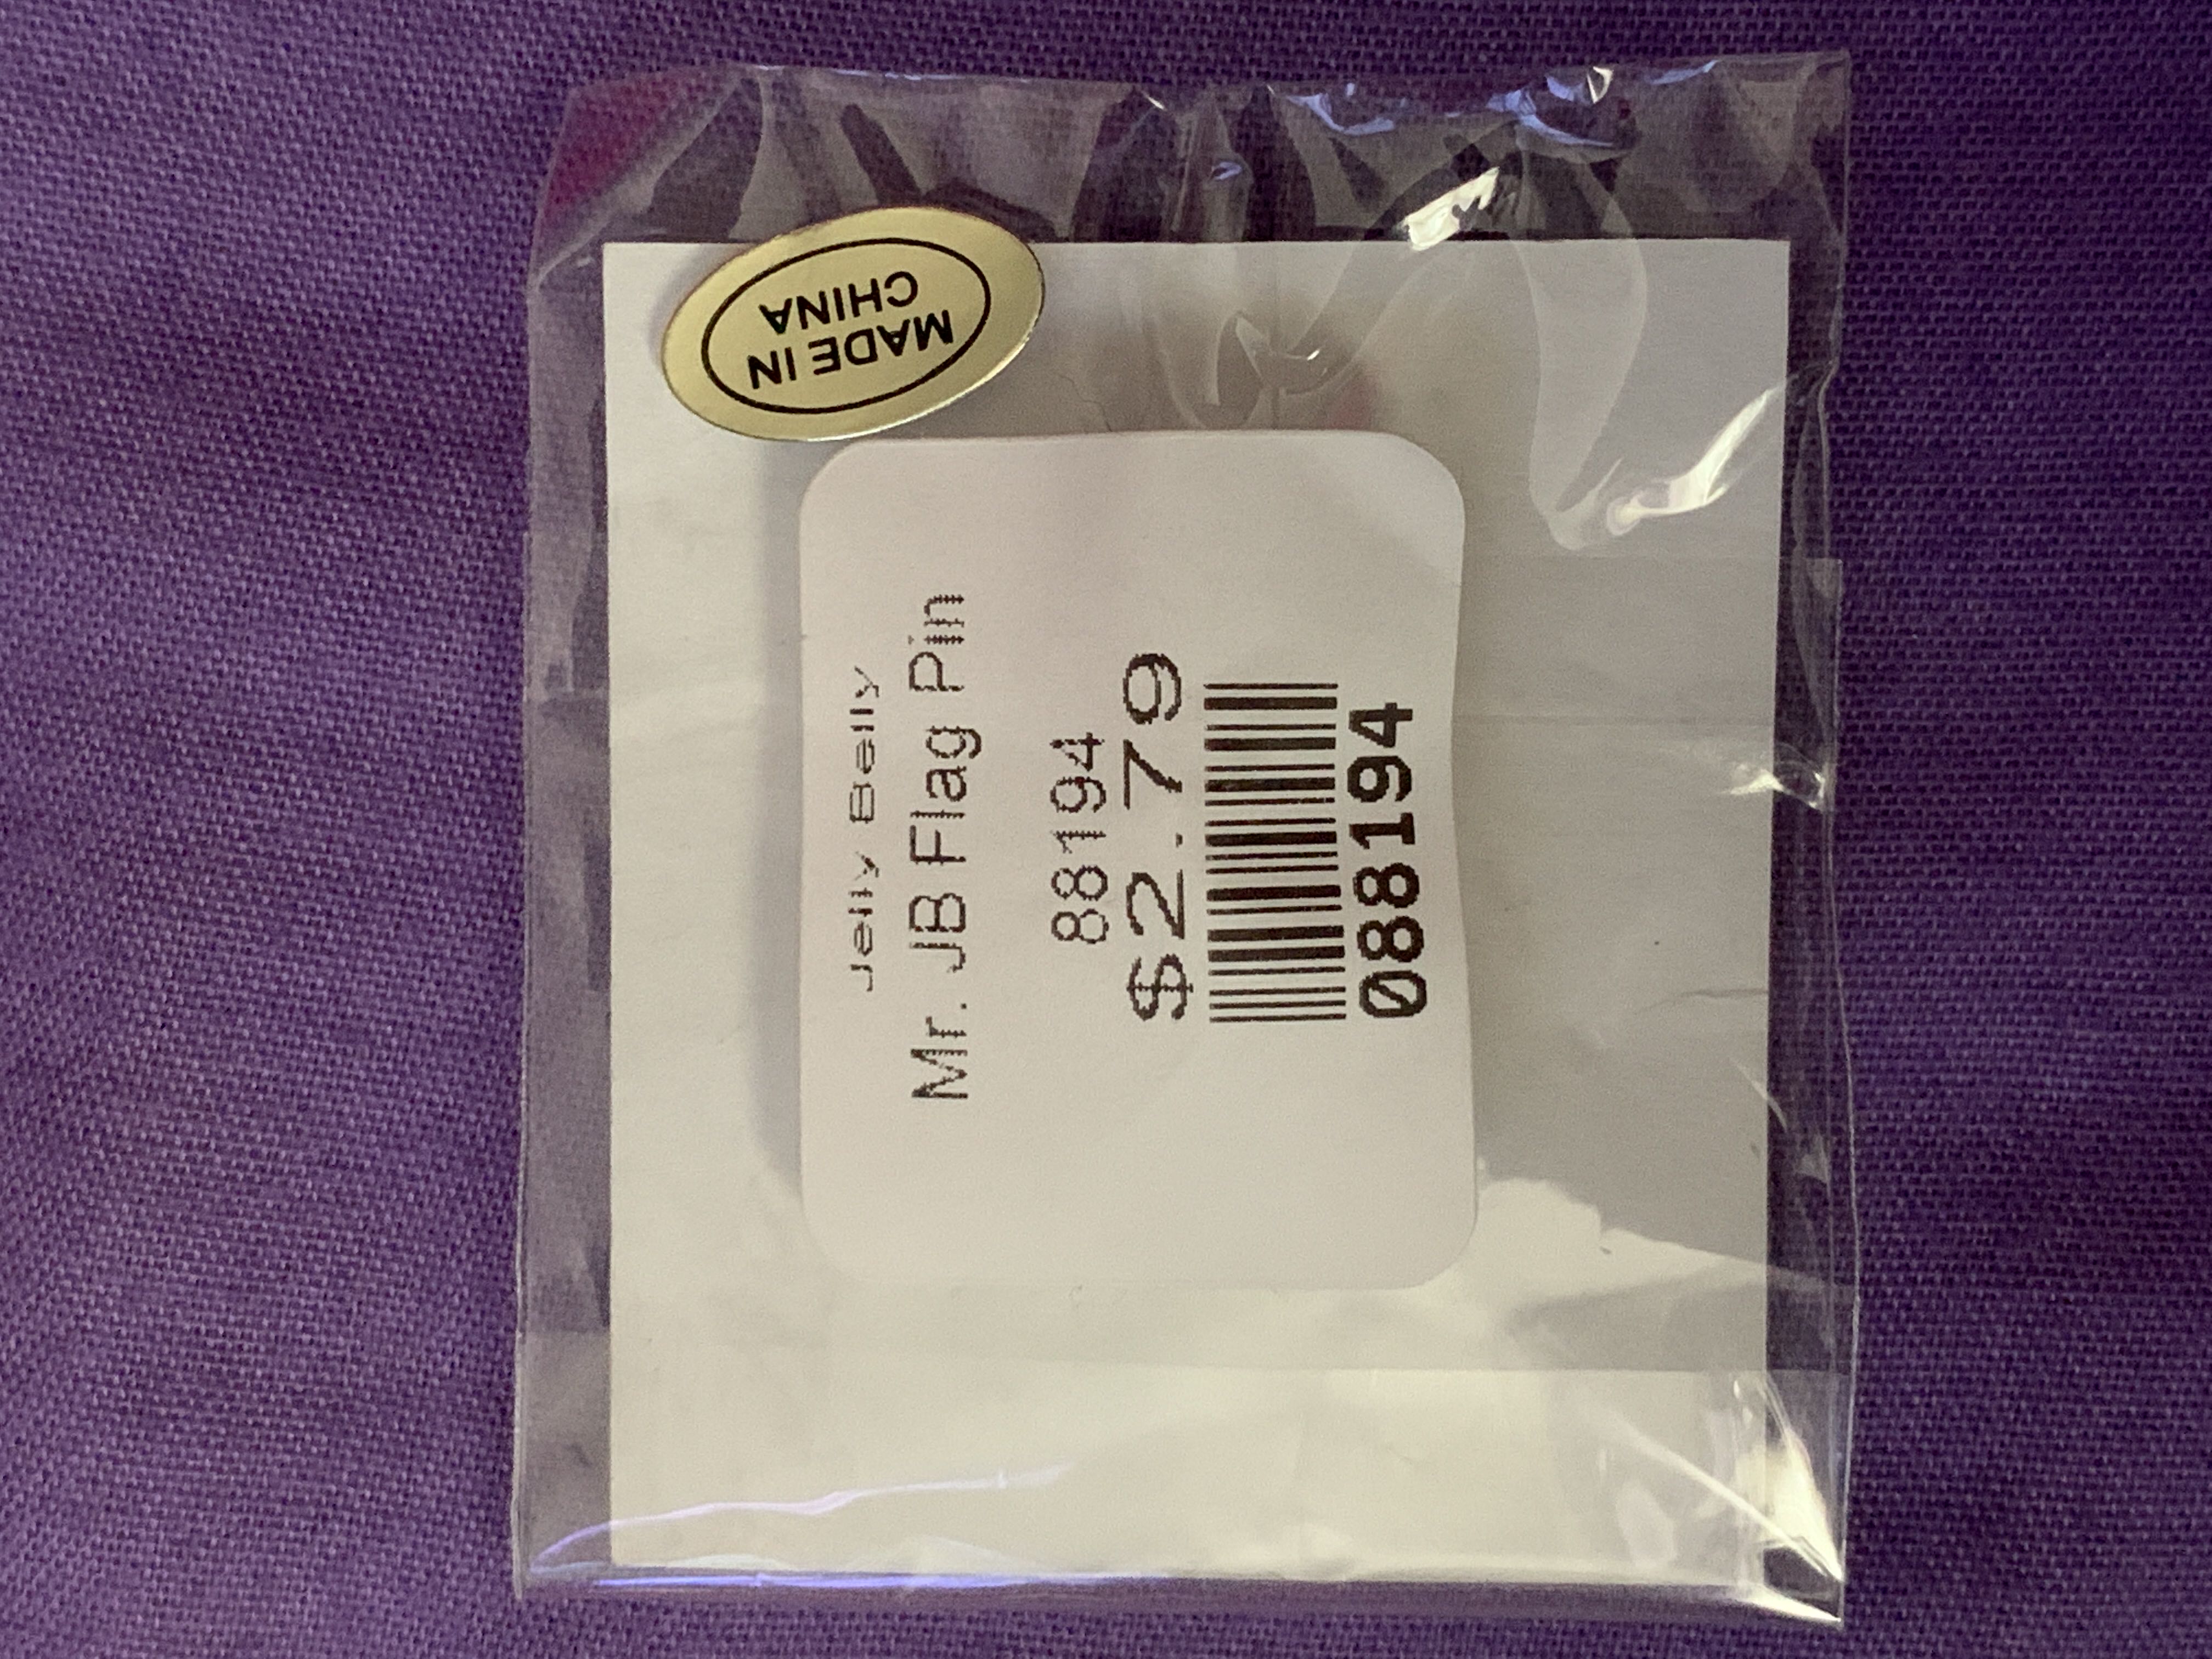 MADE IN
CHINA
Jelly Belly
Mr. JB Flag Pin
88194
$2.79
088194